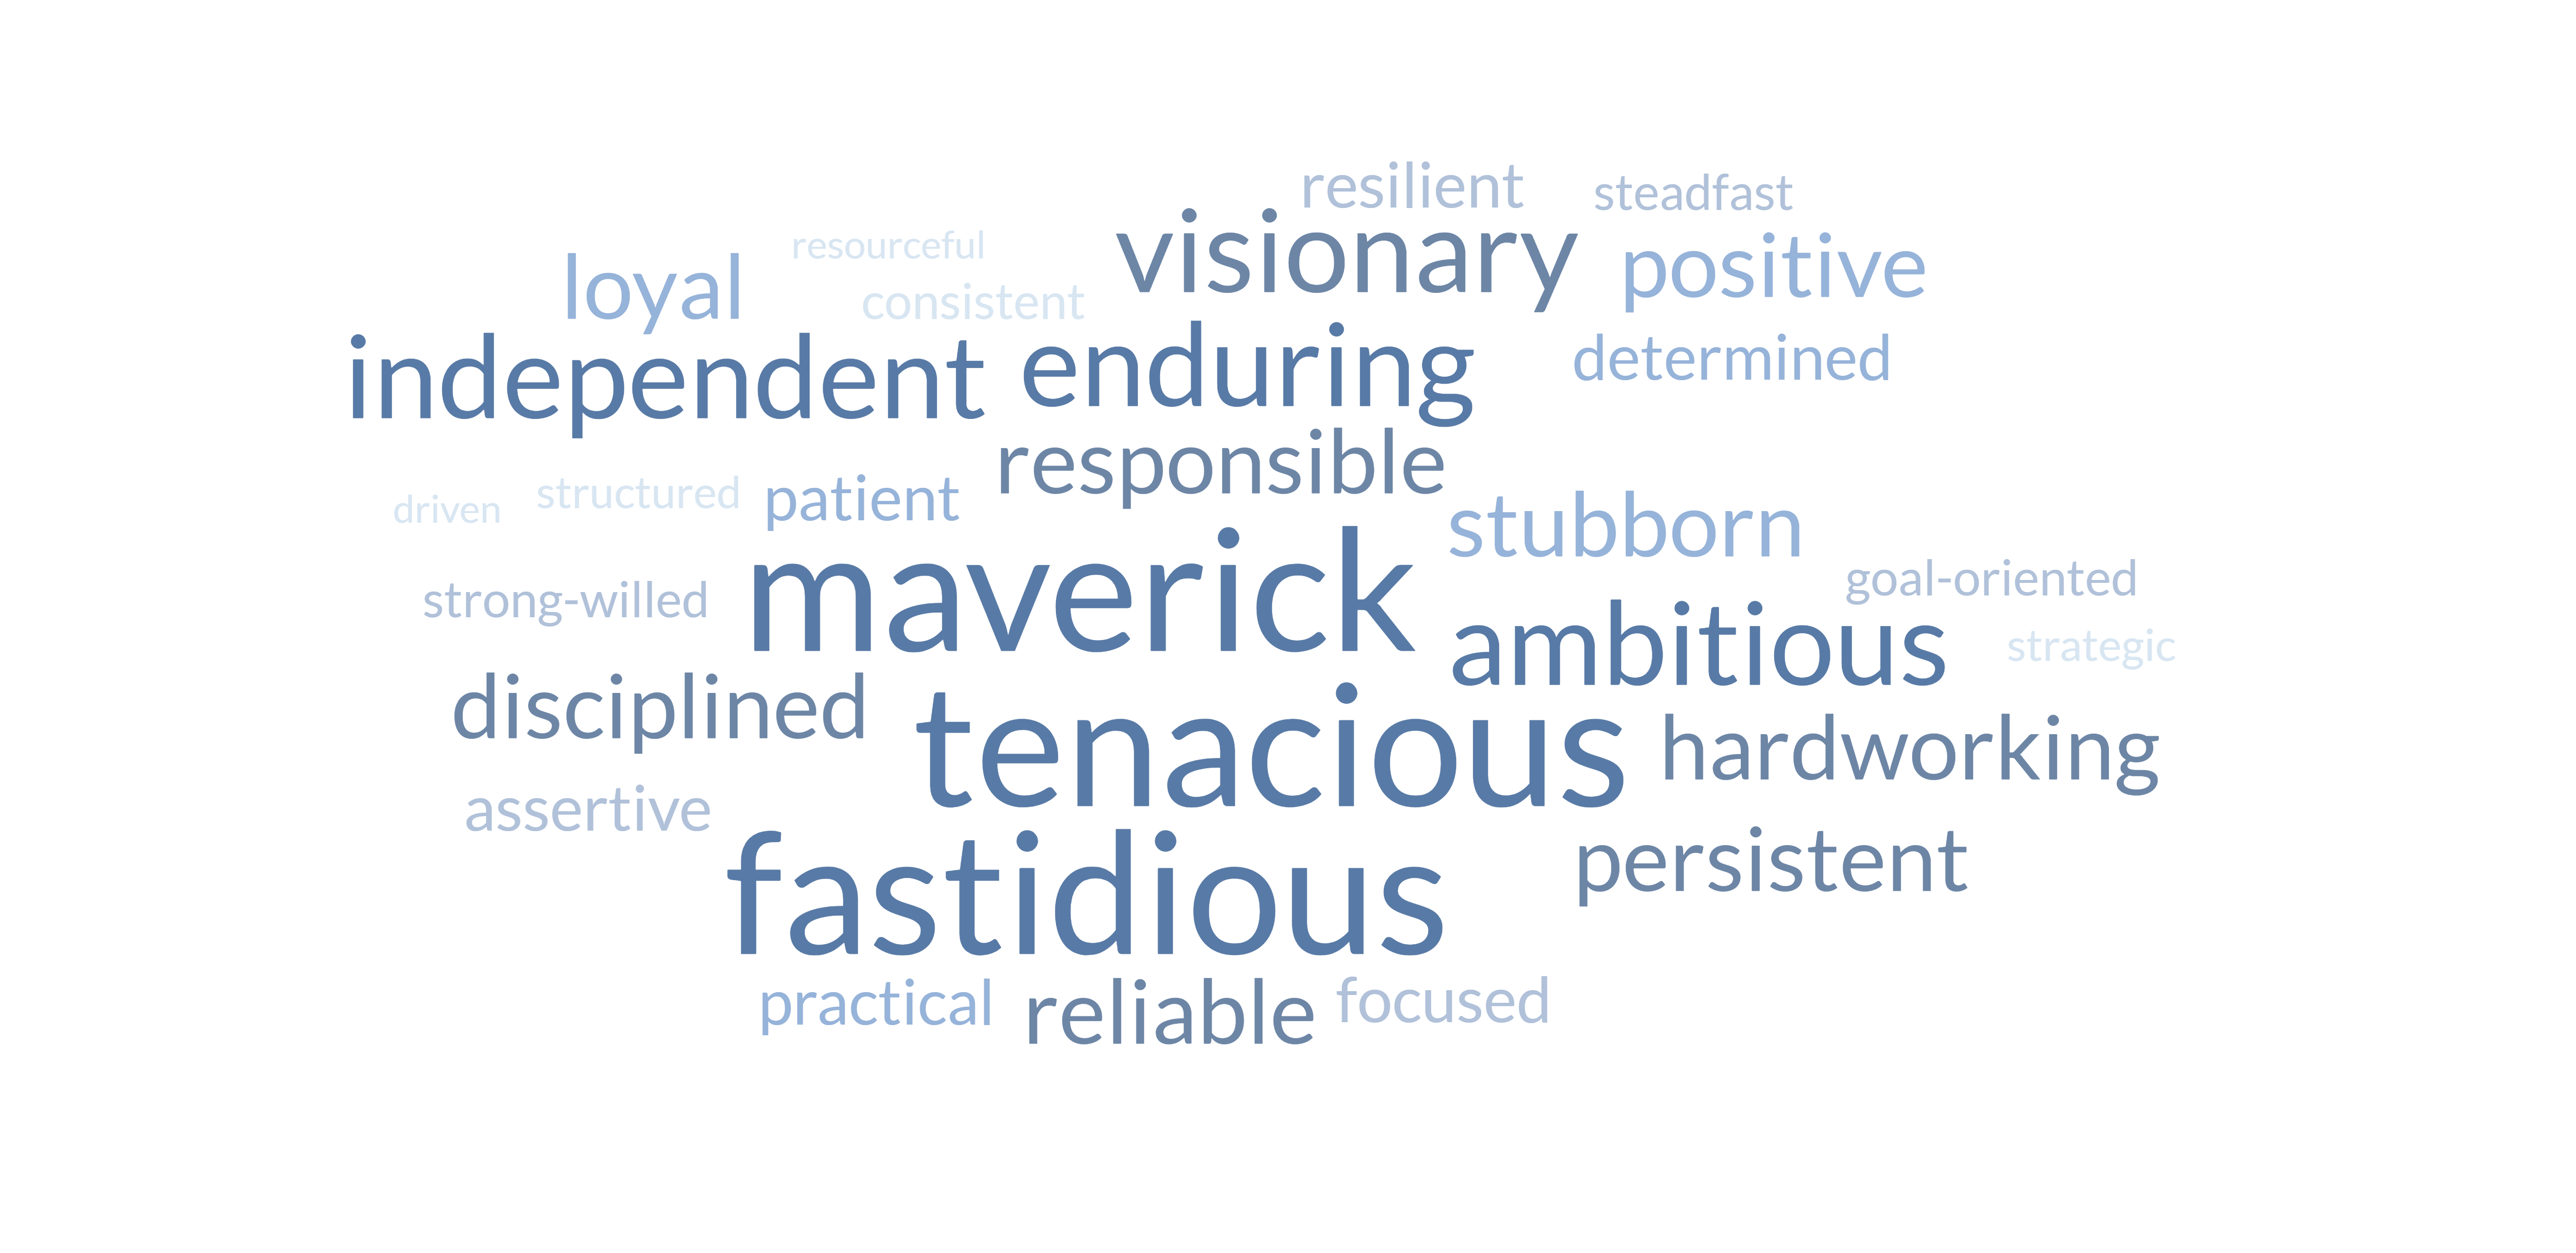 resilient
steadfast
resourceful
loyal
visionary
positive
consistent
independent
enduring
determined
responsible
driven
structured
patient
stubborn
maverick
goal-oriented
strong-willed
ambitious
strategic
disciplined
tenacious
hardworking
assertive
persistent
fastidious
practical
reliable
focused